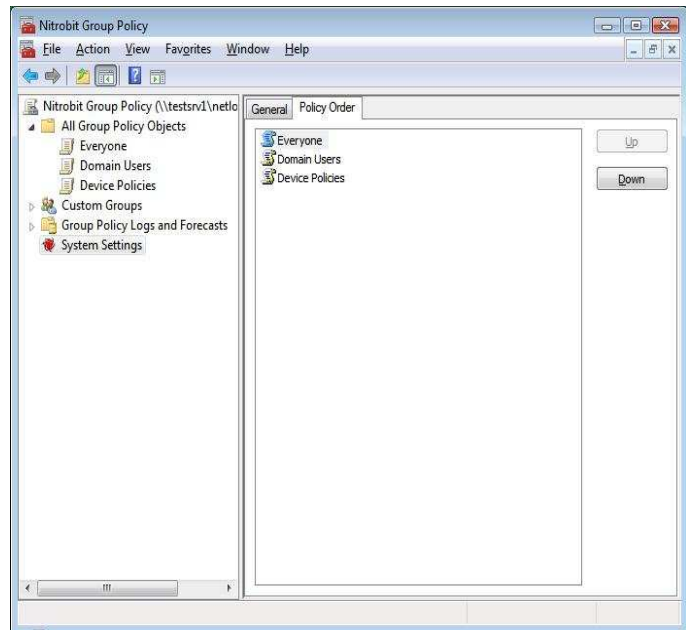 Nitrobit Group Policy
File Action View Favorites Window Help
Nitrobit Group Policy (\\testsrv1\netlo
All Group Policy Objects
Everyone
Domain Users
Device Policies
Custom Groups
Group Policy Logs and Forecasts
System Settings
General Policy Order
Everyone
Domain Users
Device Policies
Up
Down